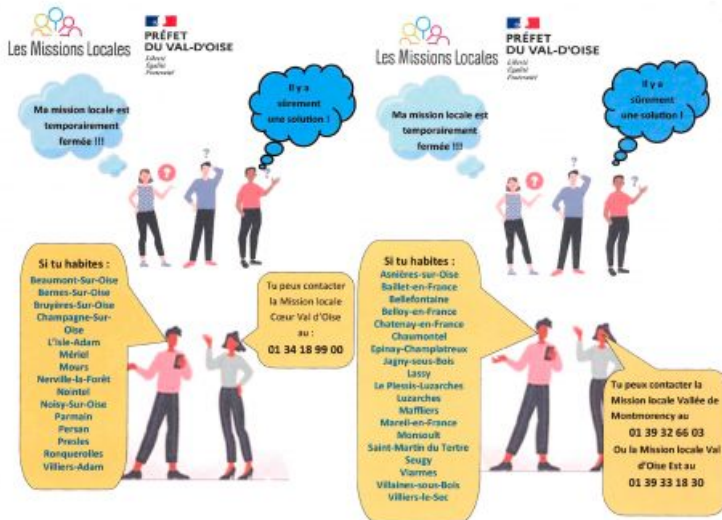 Les Missions Locales
PRÉFET
DU VAL-D'OISE
Liberté
Égalité
Fraternité
Ma mission locale est
temporairement
fermée !!!
Il y a
sûrement
une solution !
?
?
?
Si tu habites :
Beaumont-Sur-Oise
Bernes-Sur-Oise
Bruyères-Sur-Oise
Champagne-Sur-
Oise
L'Isle-Adam
Mériel
Mours
Nerville-la-Forêt
Nointel
Noisy-Sur-Oise
Parmain
Persan
Presles
Ronquerolles
Villiers-Adam
Tu peux contacter
la Mission locale
Cœur Val d'Oise
au :
01 34 18 99 00
Les Missions Locales
PRÉFET
DU VAL-D'OISE
Liberté
Égalité
Fraternité
Ma mission locale est
temporairement
fermée !!!
Il y a
sûrement
une solution !
?
?
?
Si tu habites :
Asnières-sur-Oise
Baillet-en-France
Bellefontaine
Belloy-en-France
Chatenay-en-France
Chaumontel
Epinay-Champlatreux
Jagny-sous-Bois
Lassy
Le Plessis-Luzarches
Luzarches
Maffliers
Mareil-en-France
Monsoult
Saint-Martin du Tertre
Seugy
Viarmes
Villaines-sous-Bois
Villiers-le-Sec
Tu peux contacter la
Mission locale Vallée de
Montmorency au
01 39 32 66 03
Ou la Mission locale Val
d'Oise Est au
01 39 33 18 30